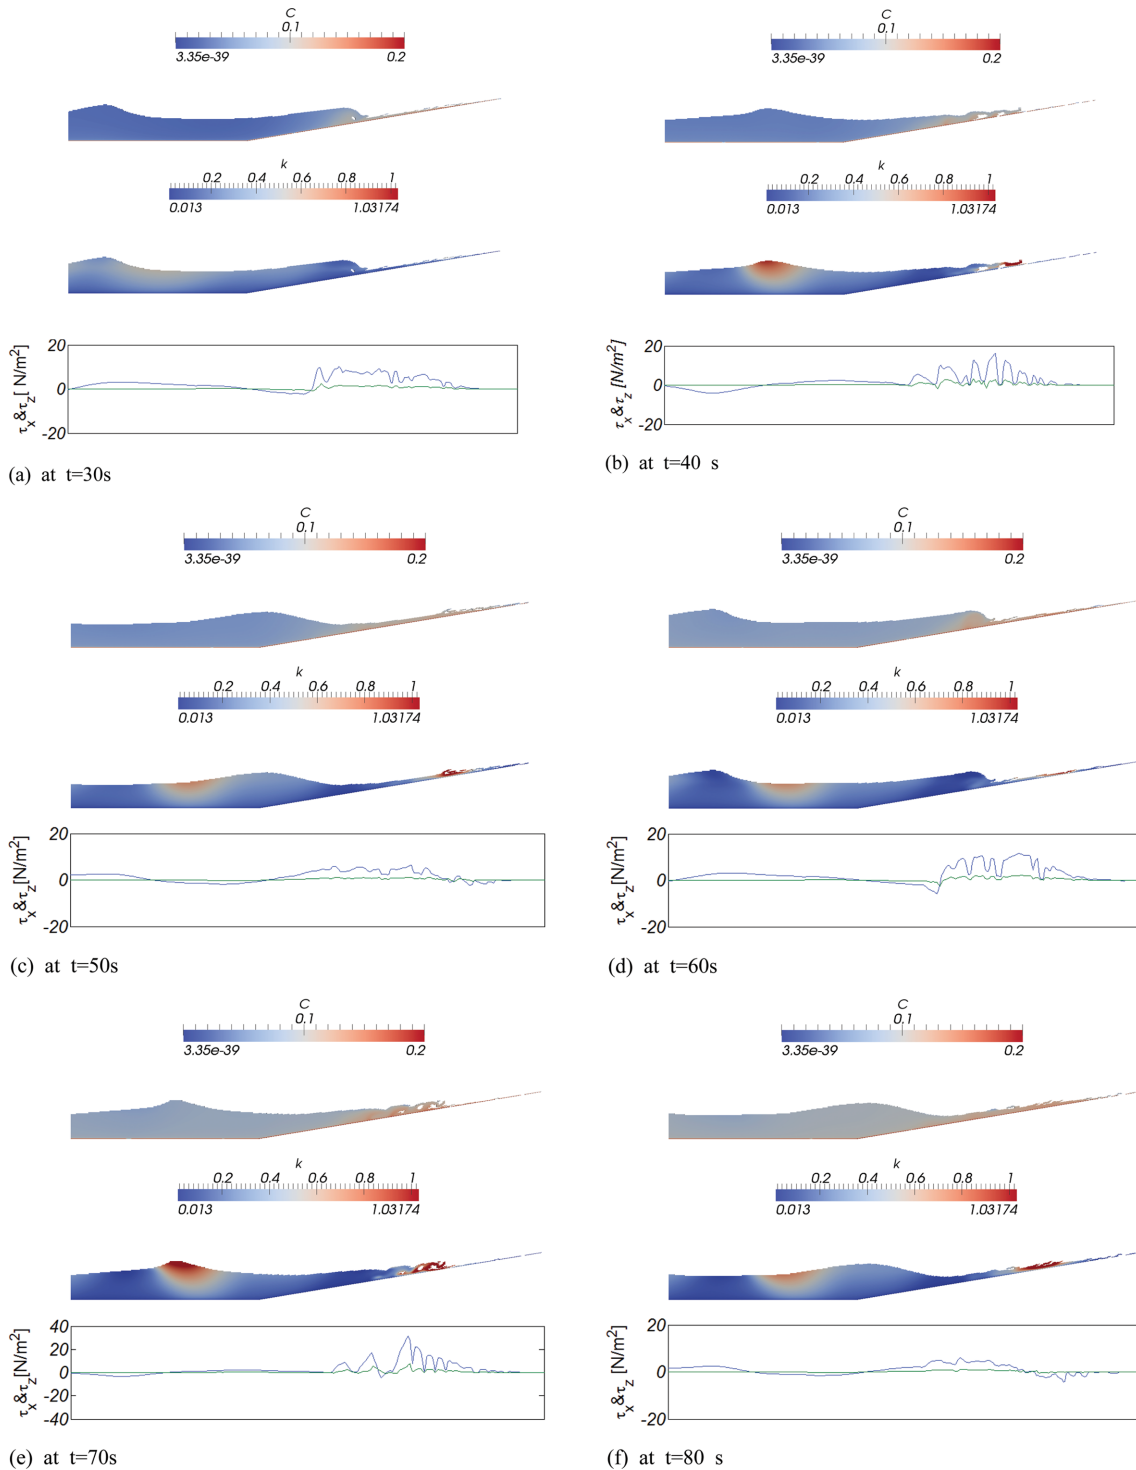 C
0.1
3.35e-39 0.2
k
0.2 0.4 0.6 0.8 1
0.013 1.03174
τx&τz[ N/m²]
20
0
-20
(a) at t=30s
C
0.1
3.35e-39 0.2
k
0.2 0.4 0.6 0.8 1
0.013 1.03174
τx&τz [N/m²]
20
0
-20
(b) at t=40 s
C
0.1
3.35e-39 0.2
k
0.2 0.4 0.6 0.8 1
0.013 1.03174
τx&τz[N/m²]
20
0
-20
(c) at t=50s
C
0.1
3.35e-39 0.2
k
0.2 0.4 0.6 0.8 1
0.013 1.03174
τx&τz[N/m²]
20
0
-20
(d) at t=60s
C
0.1
3.35e-39 0.2
k
0.2 0.4 0.6 0.8 1
0.013 1.03174
τx&τz[N/m²]
40
20
0
-20
-40
(e) at t=70s
C
0.1
3.35e-39 0.2
k
0.2 0.4 0.6 0.8 1
0.013 1.03174
τx&τz[N/m²]
20
0
-20
(f) at t=80 s